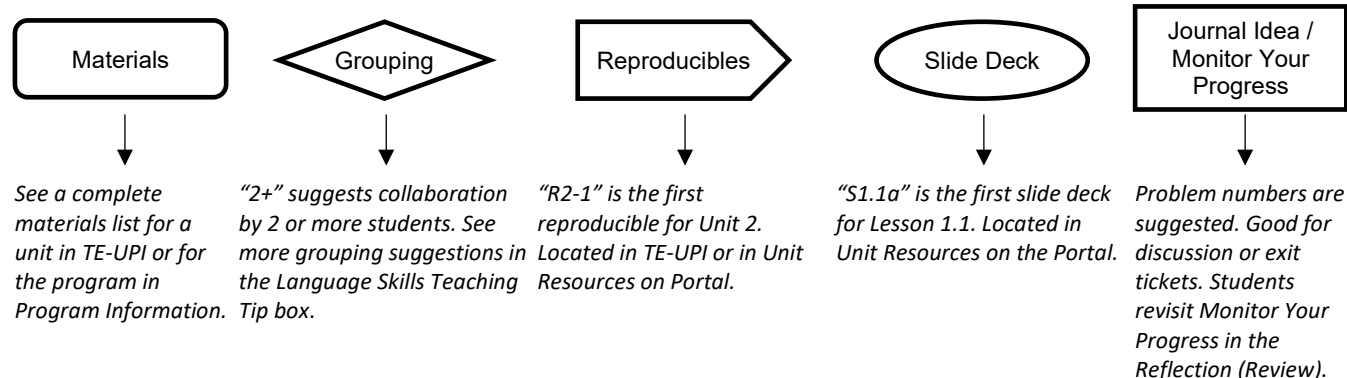 Materials
Grouping
Reproducibles
Slide Deck
Journal Idea /
Monitor Your
Progress
See a complete
materials list for a
unit in TE-UPI or for
the program in
Program Information.
“2+” suggests collaboration
by 2 or more students. See
more grouping suggestions in
the Language Skills Teaching
Tip box.
“R2-1” is the first
reproducible for Unit 2.
Located in TE-UPI or in Unit
Resources on Portal.
“S1.1a” is the first slide deck
for Lesson 1.1. Located in
Unit Resources on the Portal.
Problem numbers are
suggested. Good for
discussion or exit
tickets. Students
revisit Monitor Your
Progress in the
Reflection (Review).